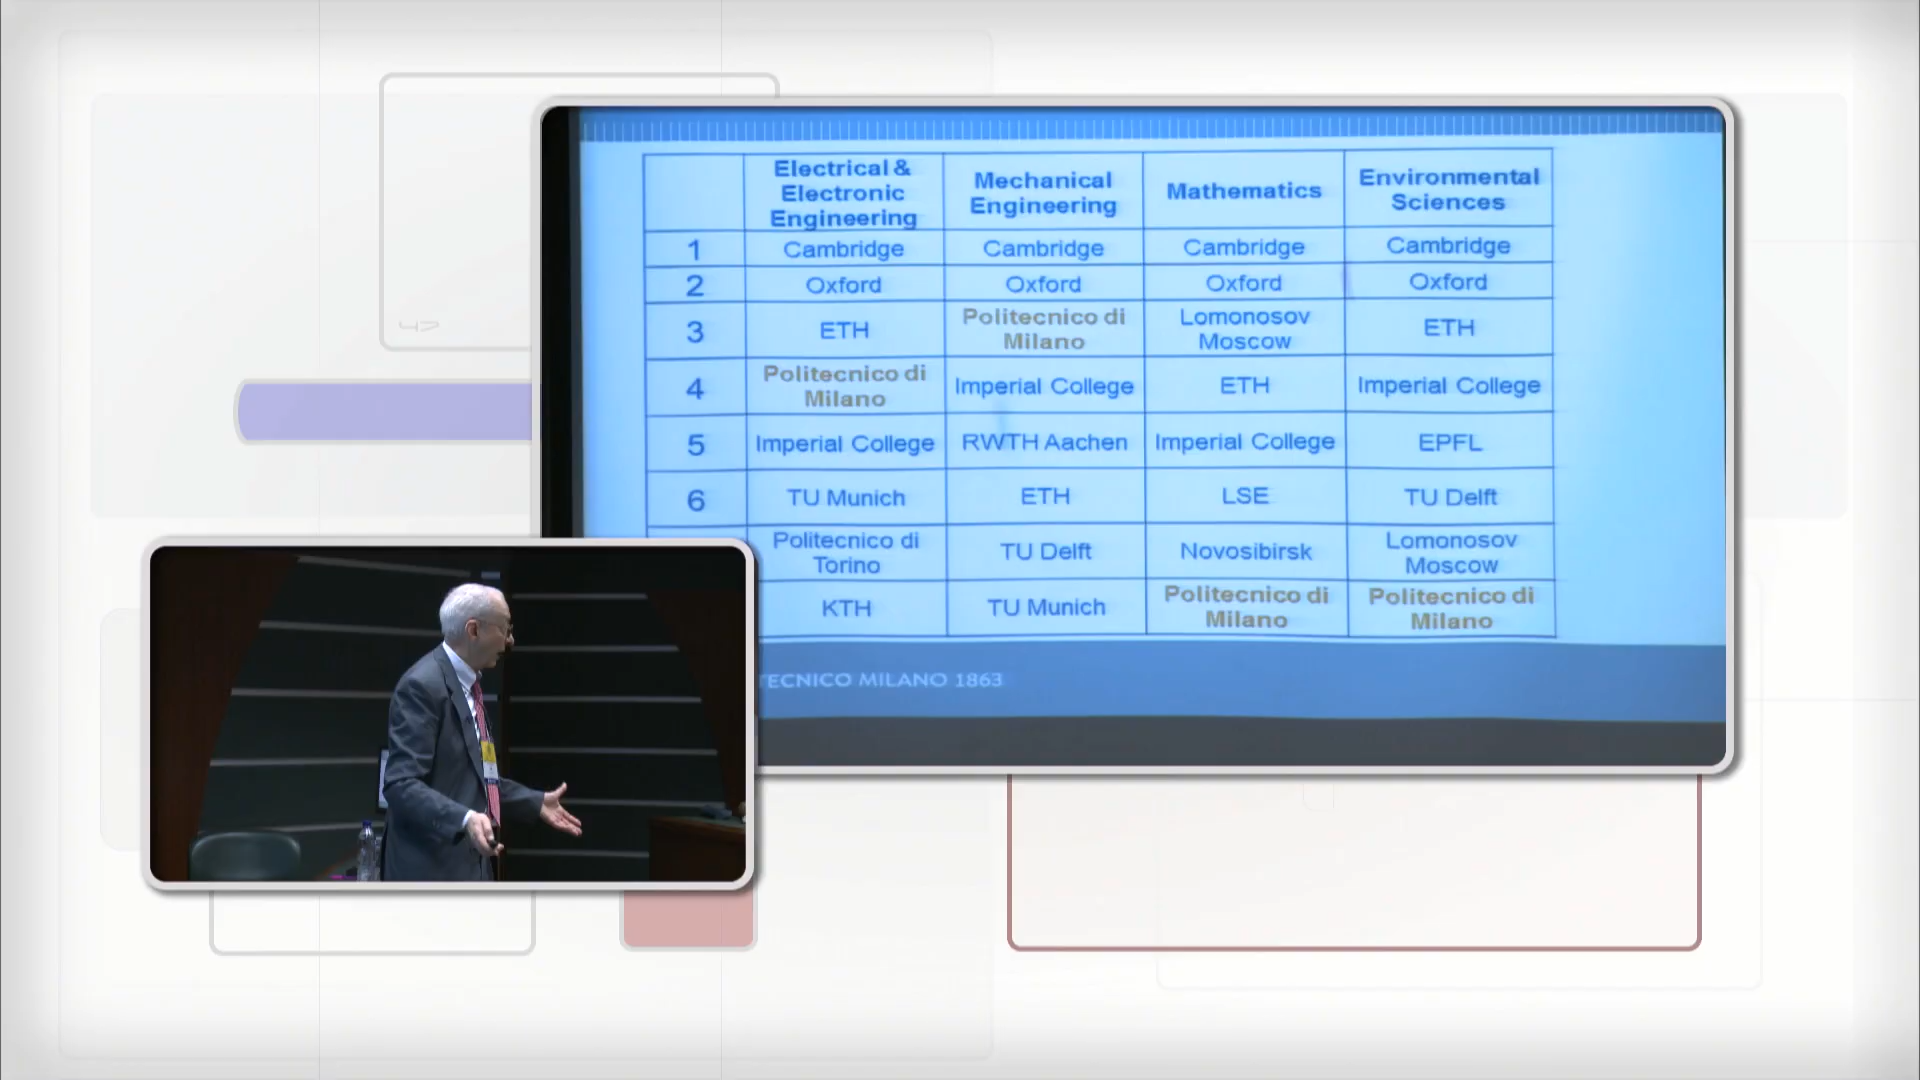 Electrical &
Electronic
Engineering
Mechanical
Engineering
Mathematics
Environmental
Sciences
1
Cambridge
Cambridge
Cambridge
Cambridge
2
Oxford
Oxford
Oxford
Oxford
3
ETH
Politecnico di
Milano
Lomonosov
Moscow
ETH
4
Politecnico di
Milano
Imperial College
ETH
Imperial College
5
Imperial College
RWTH Aachen
Imperial College
EPFL
6
TU Munich
ETH
LSE
TU Delft
Politecnico di
Torino
TU Delft
Novosibirsk
Lomonosov
Moscow
KTH
TU Munich
Politecnico di
Milano
Politecnico di
Milano
TECNICO MILANO 1863